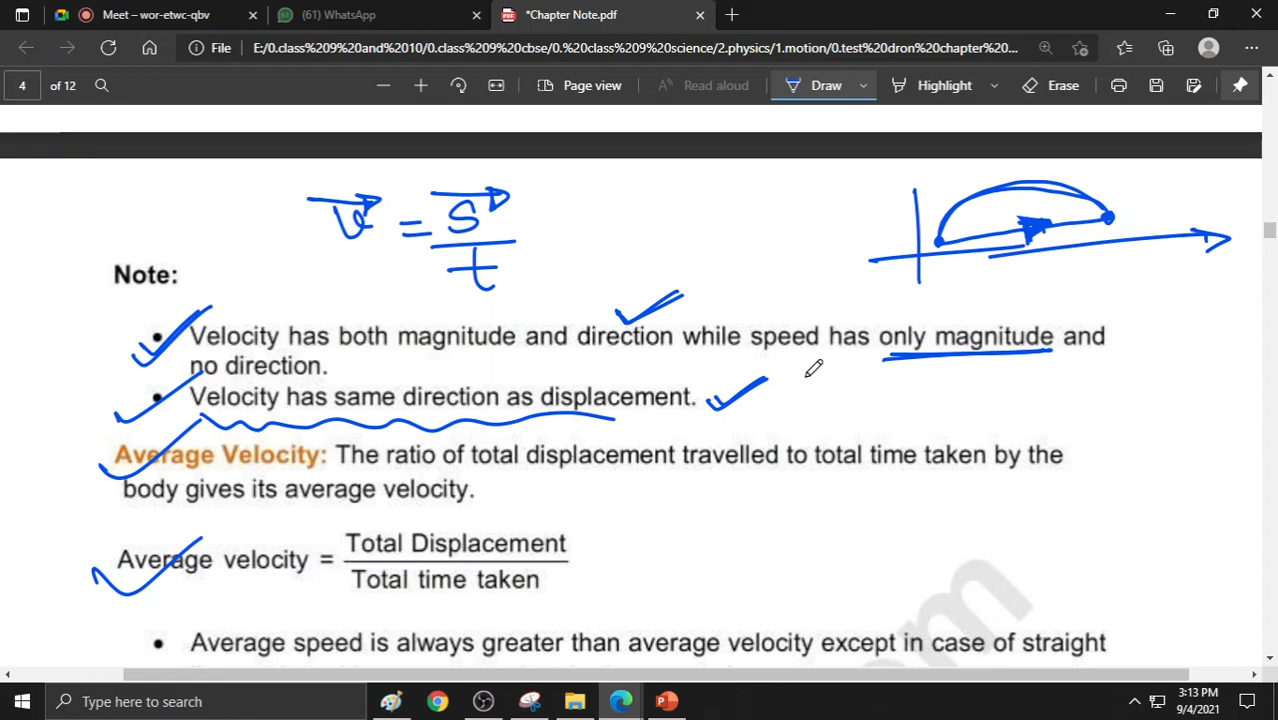 Meet – wor-etwc-qbv
(61) WhatsApp
*Chapter Note.pdf
File E:/0.class%209%20and%2010/0.class%209%20cbse/0.%20class%209%20science/2.physics/1.motion/0.test%20dron%20chapter%20...
4 of 12
Page view
Read aloud
Draw
Highlight
Erase
v = s
t
Note:
• Velocity has both magnitude and direction while speed has only magnitude and
no direction.
• Velocity has same direction as displacement.
Average Velocity: The ratio of total displacement travelled to total time taken by the
body gives its average velocity.
Average velocity = Total Displacement
Total time taken
• Average speed is always greater than average velocity except in case of straight
Type here to search
3:13 PM
9/4/2021